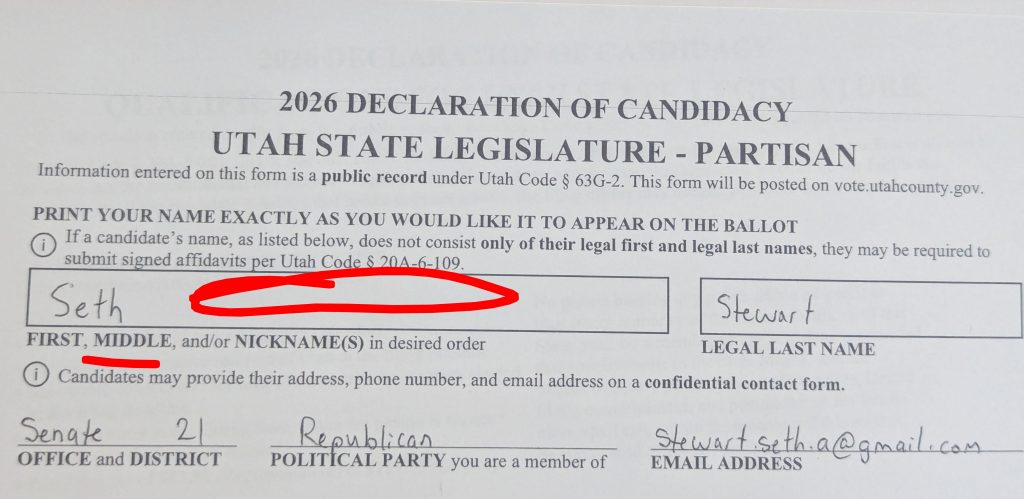 2026 DECLARATION OF CANDIDACY
UTAH STATE LEGISLATURE - PARTISAN
Information entered on this form is a public record under Utah Code § 63G-2. This form will be posted on vote.utahcounty.gov.
PRINT YOUR NAME EXACTLY AS YOU WOULD LIKE IT TO APPEAR ON THE BALLOT
i If a candidate's name, as listed below, does not consist only of their legal first and legal last names, they may be required to
submit signed affidavits per Utah Code § 20A-6-109.
Seth Stewart
FIRST, MIDDLE, and/or NICKNAME(S) in desired order LEGAL LAST NAME
i Candidates may provide their address, phone number, and email address on a confidential contact form.
Senate 21 Republican stewart.seth.a@gmail.com
OFFICE and DISTRICT POLITICAL PARTY you are a member of EMAIL ADDRESS